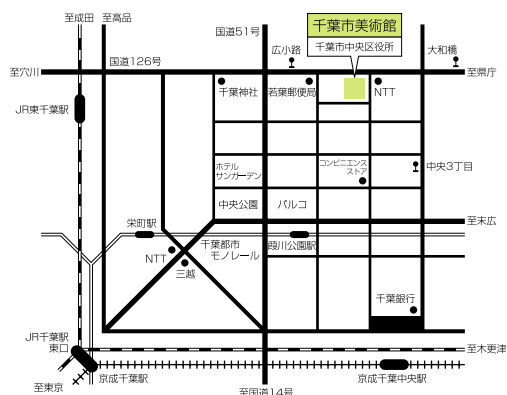 至成田
至高品
国道51号
千葉市美術館
千葉市中央区役所
広小路
大和橋
国道126号
至穴川
至県庁
千葉神社
若葉郵便局
NTT
JR東千葉駅
ホテル
サンガーデン
コンビニエンス
ストア
中央3丁目
中央公園
パルコ
栄町駅
至末広
千葉都市
モノレール
葭川公園駅
NTT
三越
千葉銀行
JR千葉駅
東口
至木更津
京成千葉駅
京成千葉中央駅
至東京
至国道14号